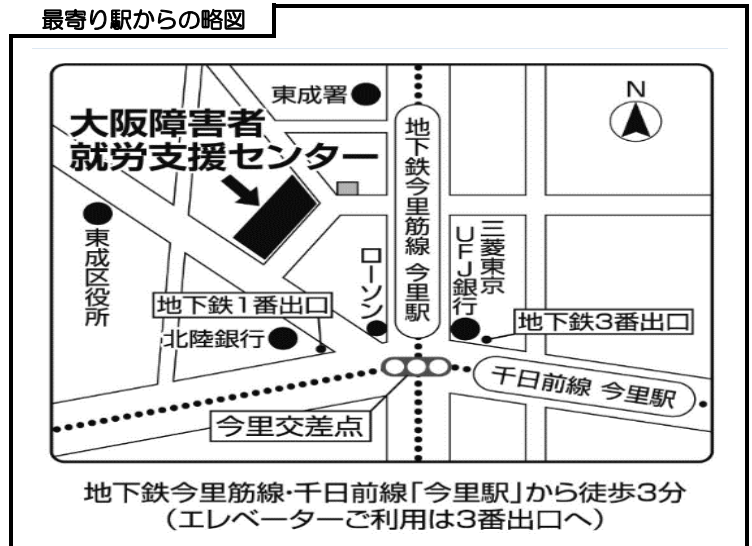 最寄り駅からの略図
東成署
N
大阪障害者
就労支援センター
地下鉄今里筋線 今里駅
東成区役所
ローソン
三菱東京
UFJ銀行
地下鉄1番出口
地下鉄3番出口
北陸銀行
千日前線 今里駅
今里交差点
地下鉄今里筋線・千日前線「今里駅」から徒歩3分
(エレベーターご利用は3番出口へ)